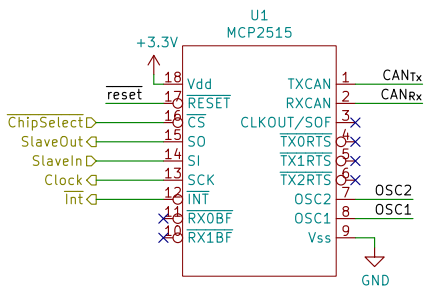 U1
MCP2515
+3.3V
18 Vdd TXCAN 1 CANTx
reset 17 RESET RXCAN 2 CANRx
ChipSelect 16 CS CLKOUT/SOF 3
SlaveOut 15 SO TX0RTS 4
SlaveIn 14 SI TX1RTS 5
Clock 13 SCK TX2RTS 6
Int 12 INT OSC2 7 OSC2
11 RX0BF OSC1 8 OSC1
10 RX1BF Vss 9
GND